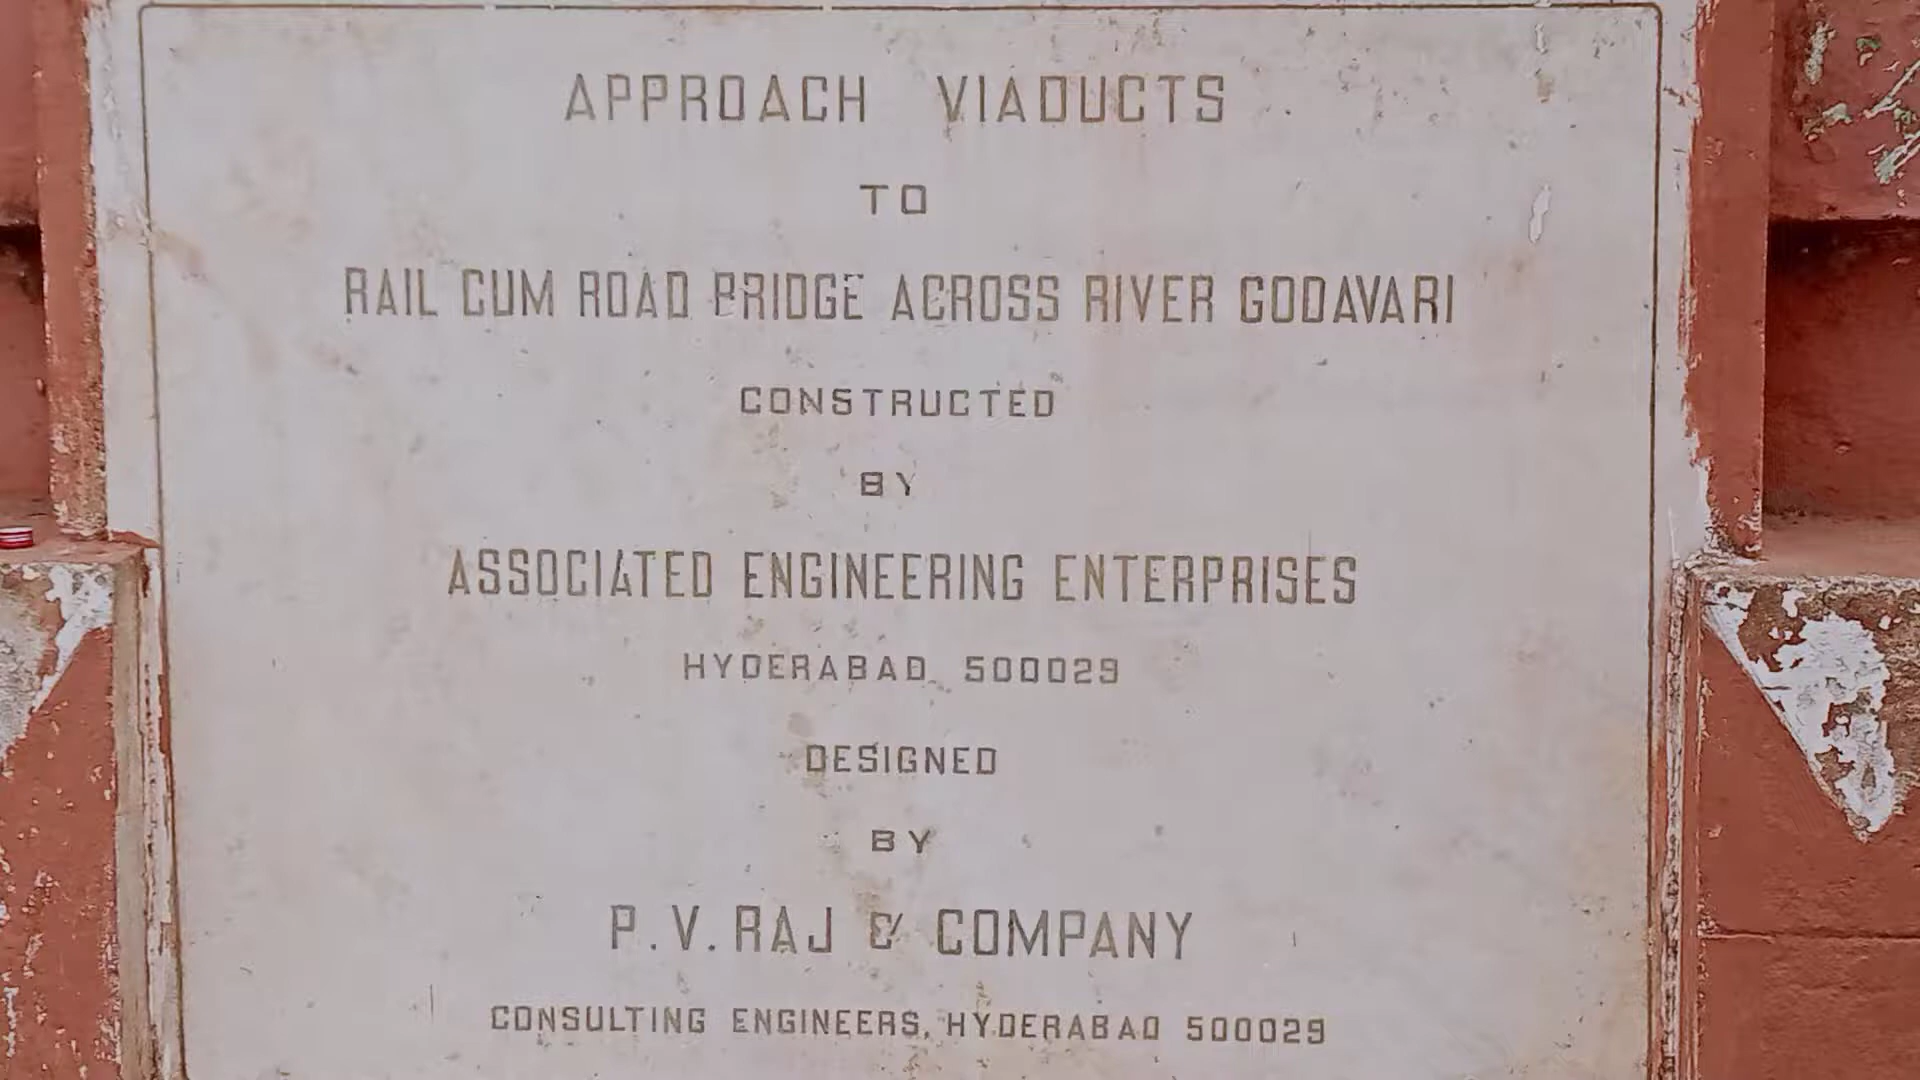 APPROACH VIADUCTS
TO
RAIL CUM ROAD BRIDGE ACROSS RIVER GODAVARI
CONSTRUCTED
BY
ASSOCIATED ENGINEERING ENTERPRISES
HYDERABAD. 500029
DESIGNED
BY
P.V.RAJ & COMPANY
CONSULTING ENGINEERS, HYDERABAD 500029